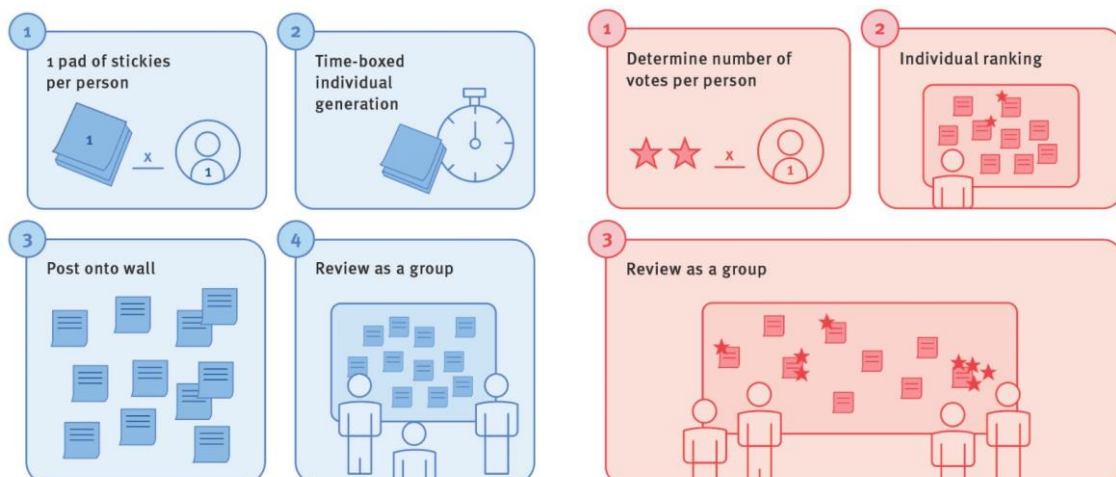 1
1 pad of stickies
per person
1
x
1
2
Time-boxed
individual
generation
3
Post onto wall
4
Review as a group
1
Determine number of
votes per person
x
1
2
Individual ranking
3
Review as a group